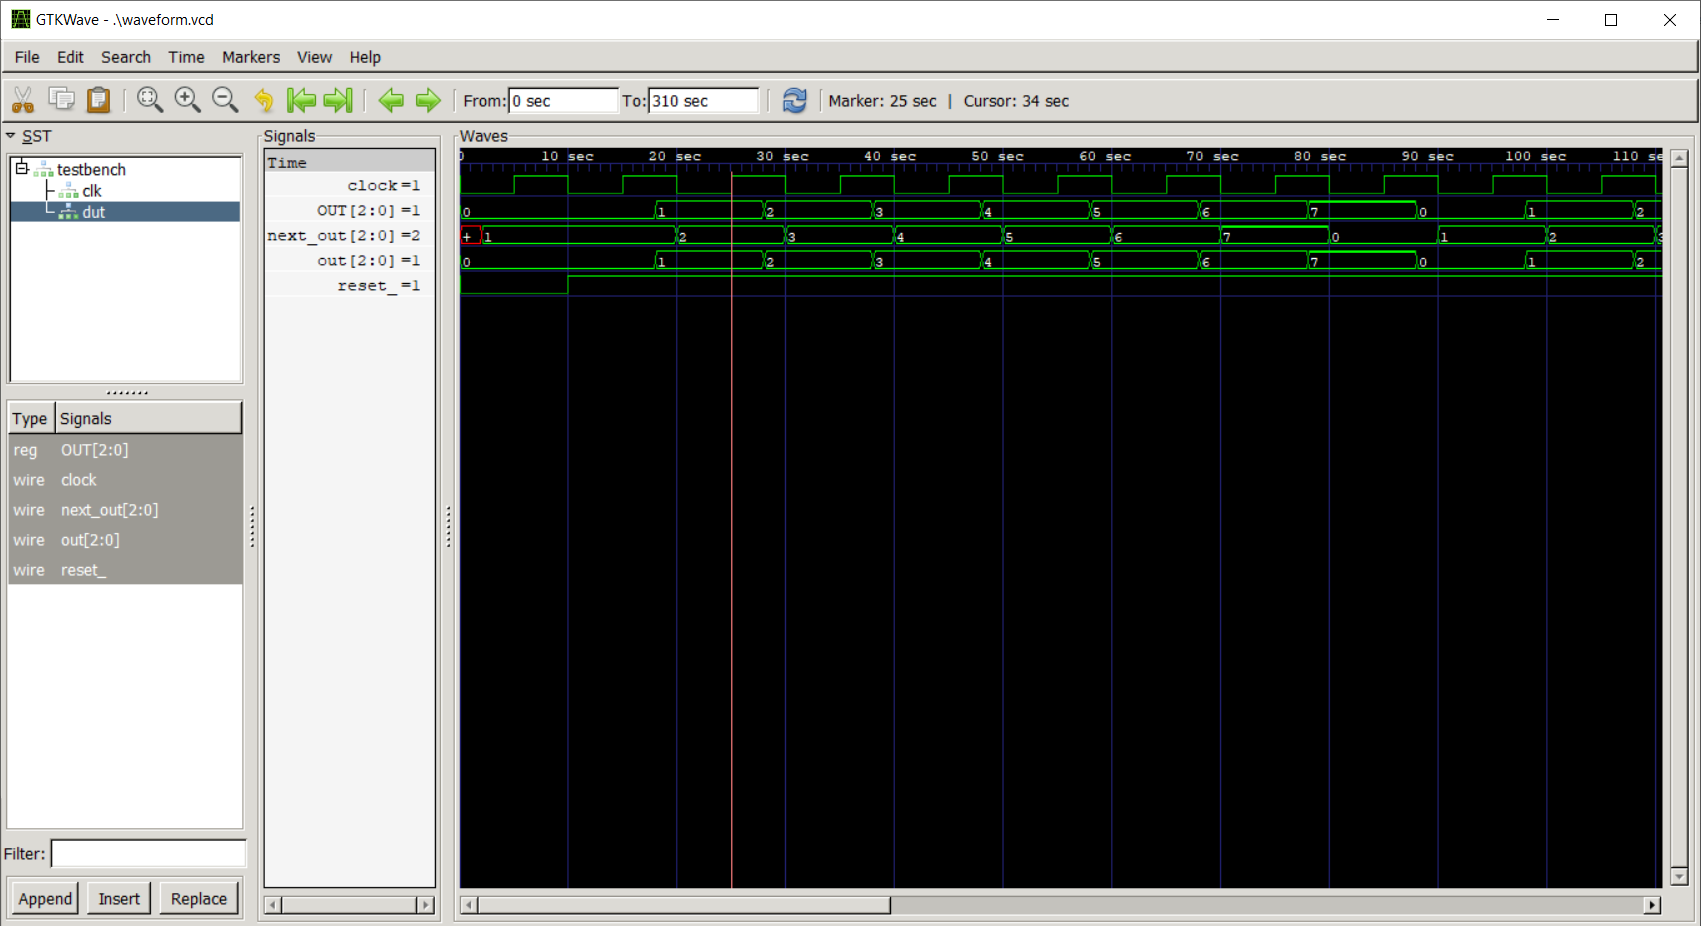 GTKWave - .\waveform.vcd
File Edit Search Time Markers View Help
From: 0 sec To: 310 sec Marker: 25 sec | Cursor: 34 sec
SST
testbench
clk
dut
Type Signals
reg OUT[2:0]
wire clock
wire next_out[2:0]
wire out[2:0]
wire reset_
Filter:
Append Insert Replace
Signals
Time
clock=1
OUT[2:0]=1
next_out[2:0]=2
out[2:0]=1
reset_=1
Waves
0 10 sec 20 sec 30 sec 40 sec 50 sec 60 sec 70 sec 80 sec 90 sec 100 sec 110 se
0 1 2 3 4 5 6 7 0 1 2
+ 1 2 3 4 5 6 7 0 1 2 3
0 1 2 3 4 5 6 7 0 1 2